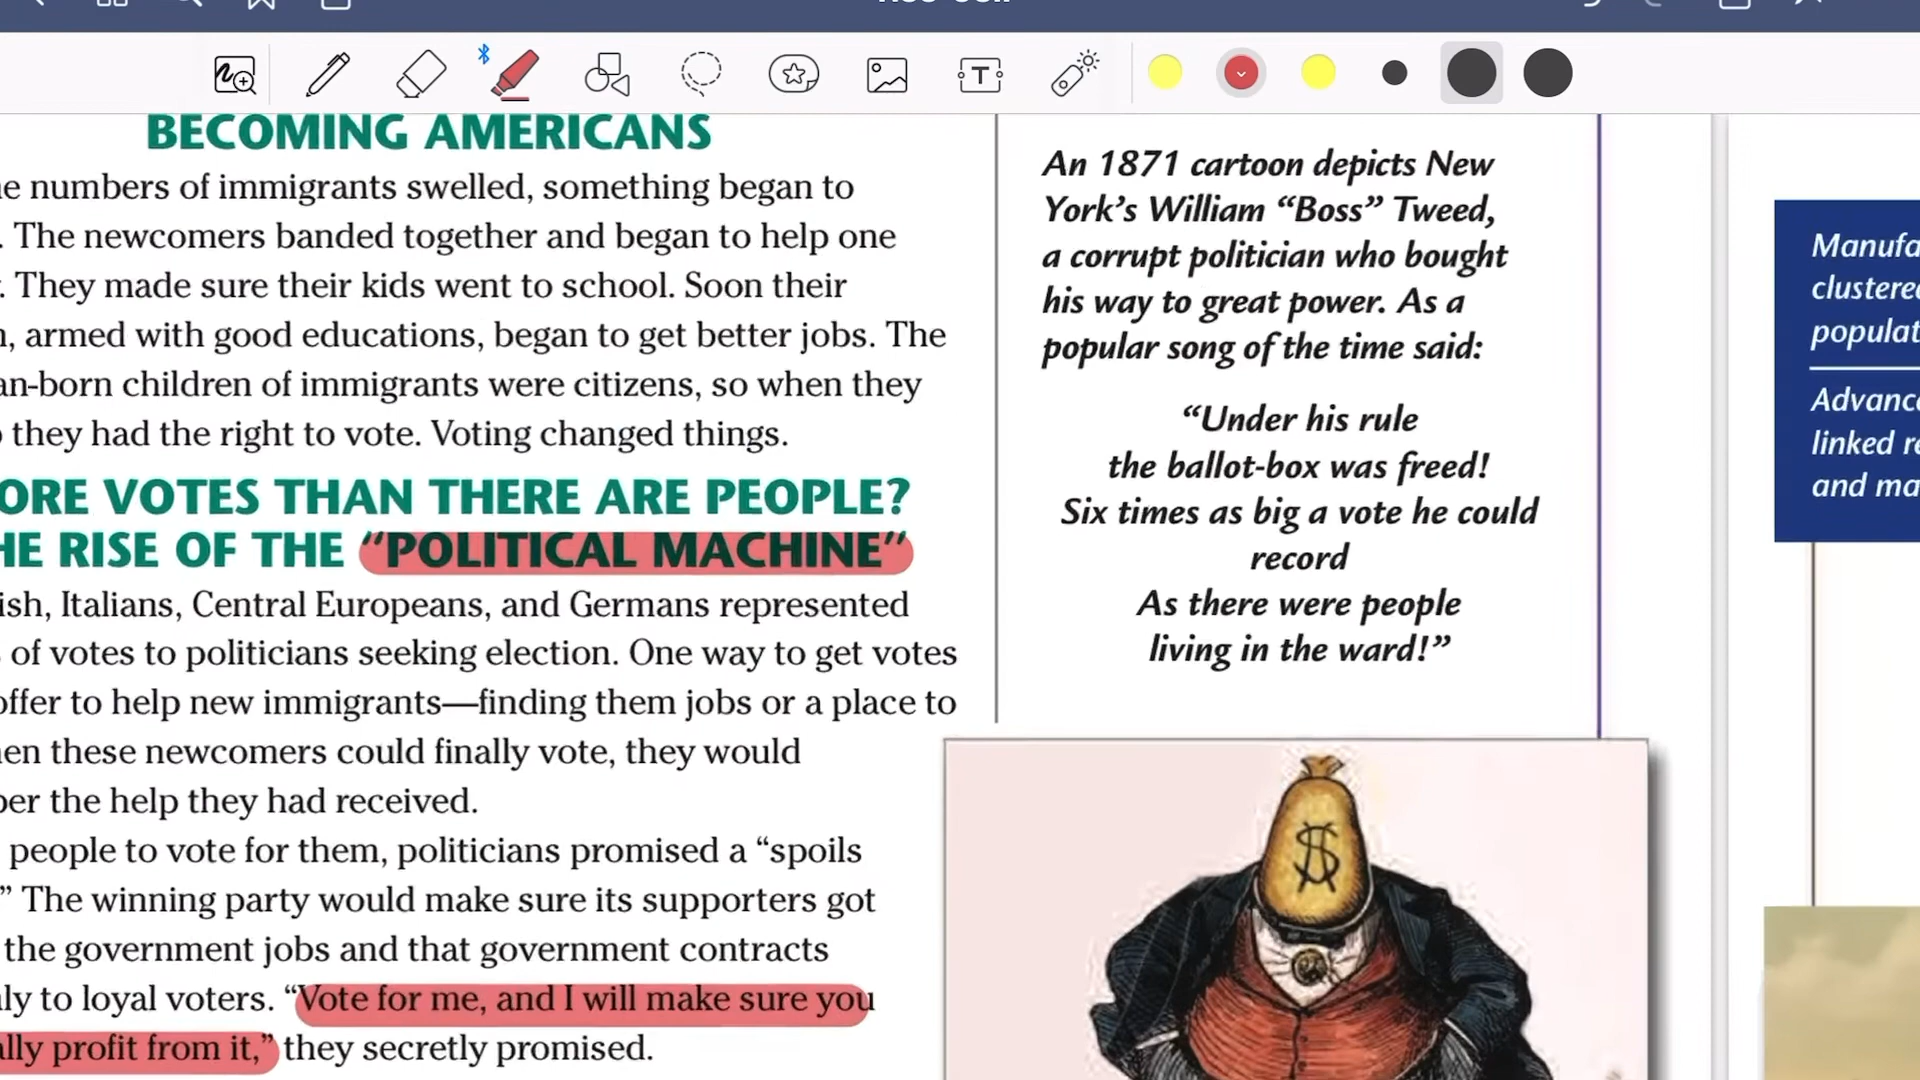 BECOMING AMERICANS
numbers of immigrants swelled, something began to
. The newcomers banded together and began to help one
. They made sure their kids went to school. Soon their
, armed with good educations, began to get better jobs. The
an-born children of immigrants were citizens, so when they
they had the right to vote. Voting changed things.
ORE VOTES THAN THERE ARE PEOPLE?
HE RISE OF THE “POLITICAL MACHINE”
ish, Italians, Central Europeans, and Germans represented
of votes to politicians seeking election. One way to get votes
offer to help new immigrants—finding them jobs or a place to
en these newcomers could finally vote, they would
ber the help they had received.
people to vote for them, politicians promised a “spoils
” The winning party would make sure its supporters got
the government jobs and that government contracts
ly to loyal voters. “Vote for me, and I will make sure you
ally profit from it,” they secretly promised.
An 1871 cartoon depicts New
York’s William “Boss” Tweed,
a corrupt politician who bought
his way to great power. As a
popular song of the time said:
“Under his rule
the ballot-box was freed!
Six times as big a vote he could
record
As there were people
living in the ward!”
$
Manufa
clustere
populat
Advance
linked re
and ma